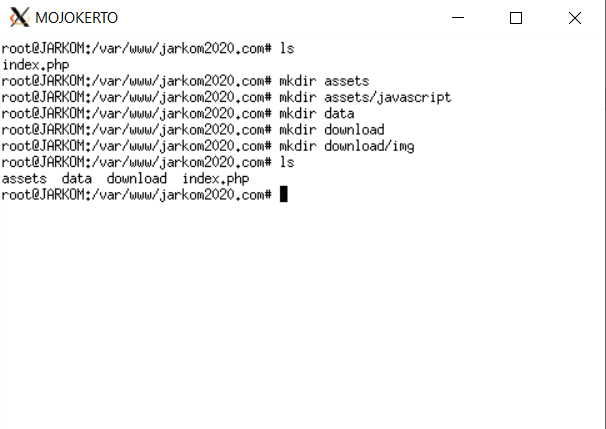 MOJOKERTO
root@JARKOM:/var/www/jarkom2020.com# ls
index.php
root@JARKOM:/var/www/jarkom2020.com# mkdir assets
root@JARKOM:/var/www/jarkom2020.com# mkdir assets/javascript
root@JARKOM:/var/www/jarkom2020.com# mkdir data
root@JARKOM:/var/www/jarkom2020.com# mkdir download
root@JARKOM:/var/www/jarkom2020.com# mkdir download/img
root@JARKOM:/var/www/jarkom2020.com# ls
assets  data  download  index.php
root@JARKOM:/var/www/jarkom2020.com#